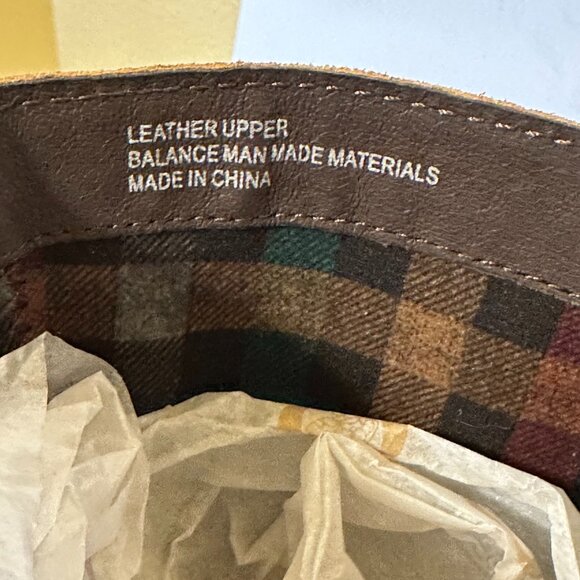 LEATHER UPPER
BALANCE MAN MADE MATERIALS
MADE IN CHINA